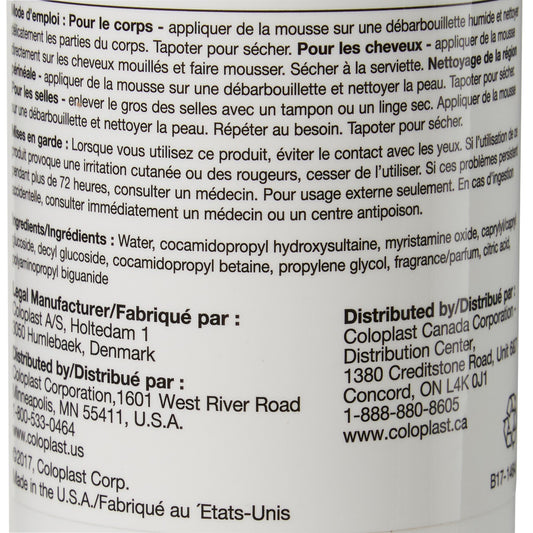 Mode d'emploi : Pour le corps - appliquer de la mousse sur une débarbouillette humide et nettoyer
délicatement les parties du corps. Tapoter pour sécher. Pour les cheveux - appliquer de la mousse
directement sur les cheveux mouillés et faire mousser. Sécher à la serviette. Nettoyage de la région
périnéale - appliquer de la mousse sur une débarbouillette et nettoyer la peau. Tapoter pour sécher.
Pour les selles - enlever le gros des selles avec un tampon ou un linge sec. Appliquer de la mousse
sur une débarbouillette et nettoyer la peau. Répéter au besoin. Tapoter pour sécher.
Mises en garde : Lorsque vous utilisez ce produit, éviter le contact avec les yeux. Si l'utilisation de ce
produit provoque une irritation cutanée ou des rougeurs, cesser de l'utiliser. Si ces problèmes persistent
pendant plus de 72 heures, consulter un médecin. Pour usage externe seulement. En cas d'ingestion
accidentelle, consulter immédiatement un médecin ou un centre antipoison.
Ingredients/Ingrédients : Water, cocamidopropyl hydroxysultaine, myristamine oxide, caprylyl/capryl
glucoside, decyl glucoside, cocamidopropyl betaine, propylene glycol, fragrance/parfum, citric acid,
polyaminopropyl biguanide
Legal Manufacturer/Fabriqué par :
Coloplast A/S, Holtedam 1
3050 Humlebaek, Denmark
Distributed by/Distribué par :
Coloplast Corporation,1601 West River Road
Minneapolis, MN 55411, U.S.A.
1-800-533-0464
www.coloplast.us
©2017, Coloplast Corp.
Made in the U.S.A./Fabriqué au ´Etats-Unis
Distributed by/Distribué par :
Coloplast Canada Corporation -
Distribution Center,
1380 Creditstone Road, Unit
Concord, ON L4K 0J1
1-888-880-8605
www.coloplast.ca